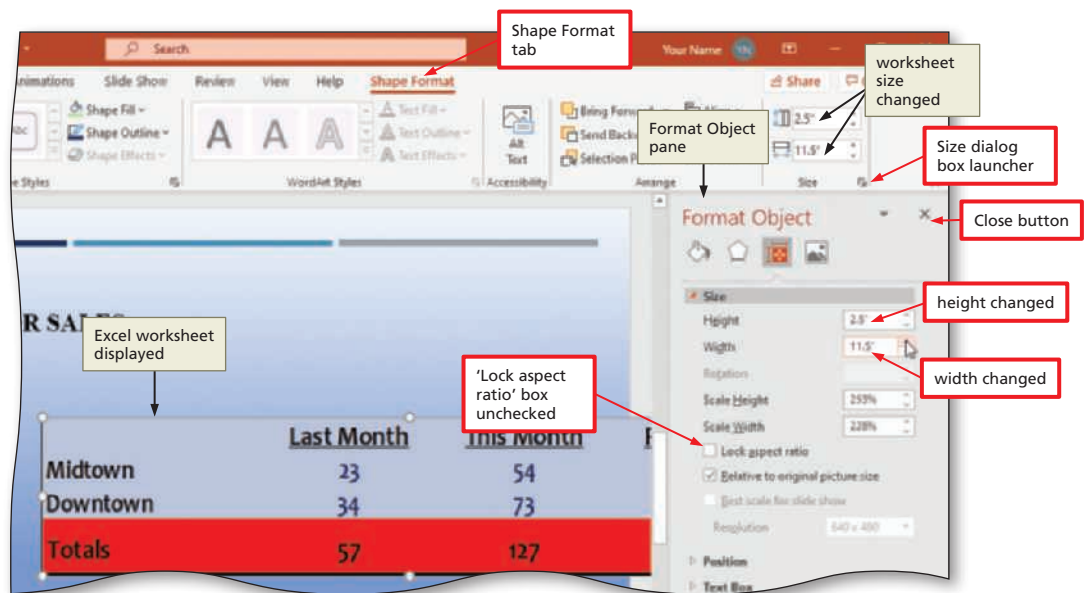 Shape Format
tab
Search
Your Name
nimations Slide Show Review View Help Shape Format Share
worksheet
size
changed
Shape Fill
Shape Outline
Shape Effects
Abc
A A A
Text Fill
Text Outline
Text Effects
Alt
Text
Bring Forw
Send Back
Selection P
Format Object
pane
2.5"
11.5"
e Styles WordArt Styles Accessibility Arrange Size
Size dialog
box launcher
Format Object
Close button
R SALES
Excel worksheet
displayed
Size
Height 2.5"
height changed
Width 11.5"
width changed
Rotation
'Lock aspect
ratio' box
unchecked
Scale Height 253%
Scale Width 228%
Lock aspect ratio
Relative to original picture size
Best scale for slide show
Resolution 640 x 480
Position
Text Box
Last Month This Month
Midtown 23 54
Downtown 34 73
Totals 57 127